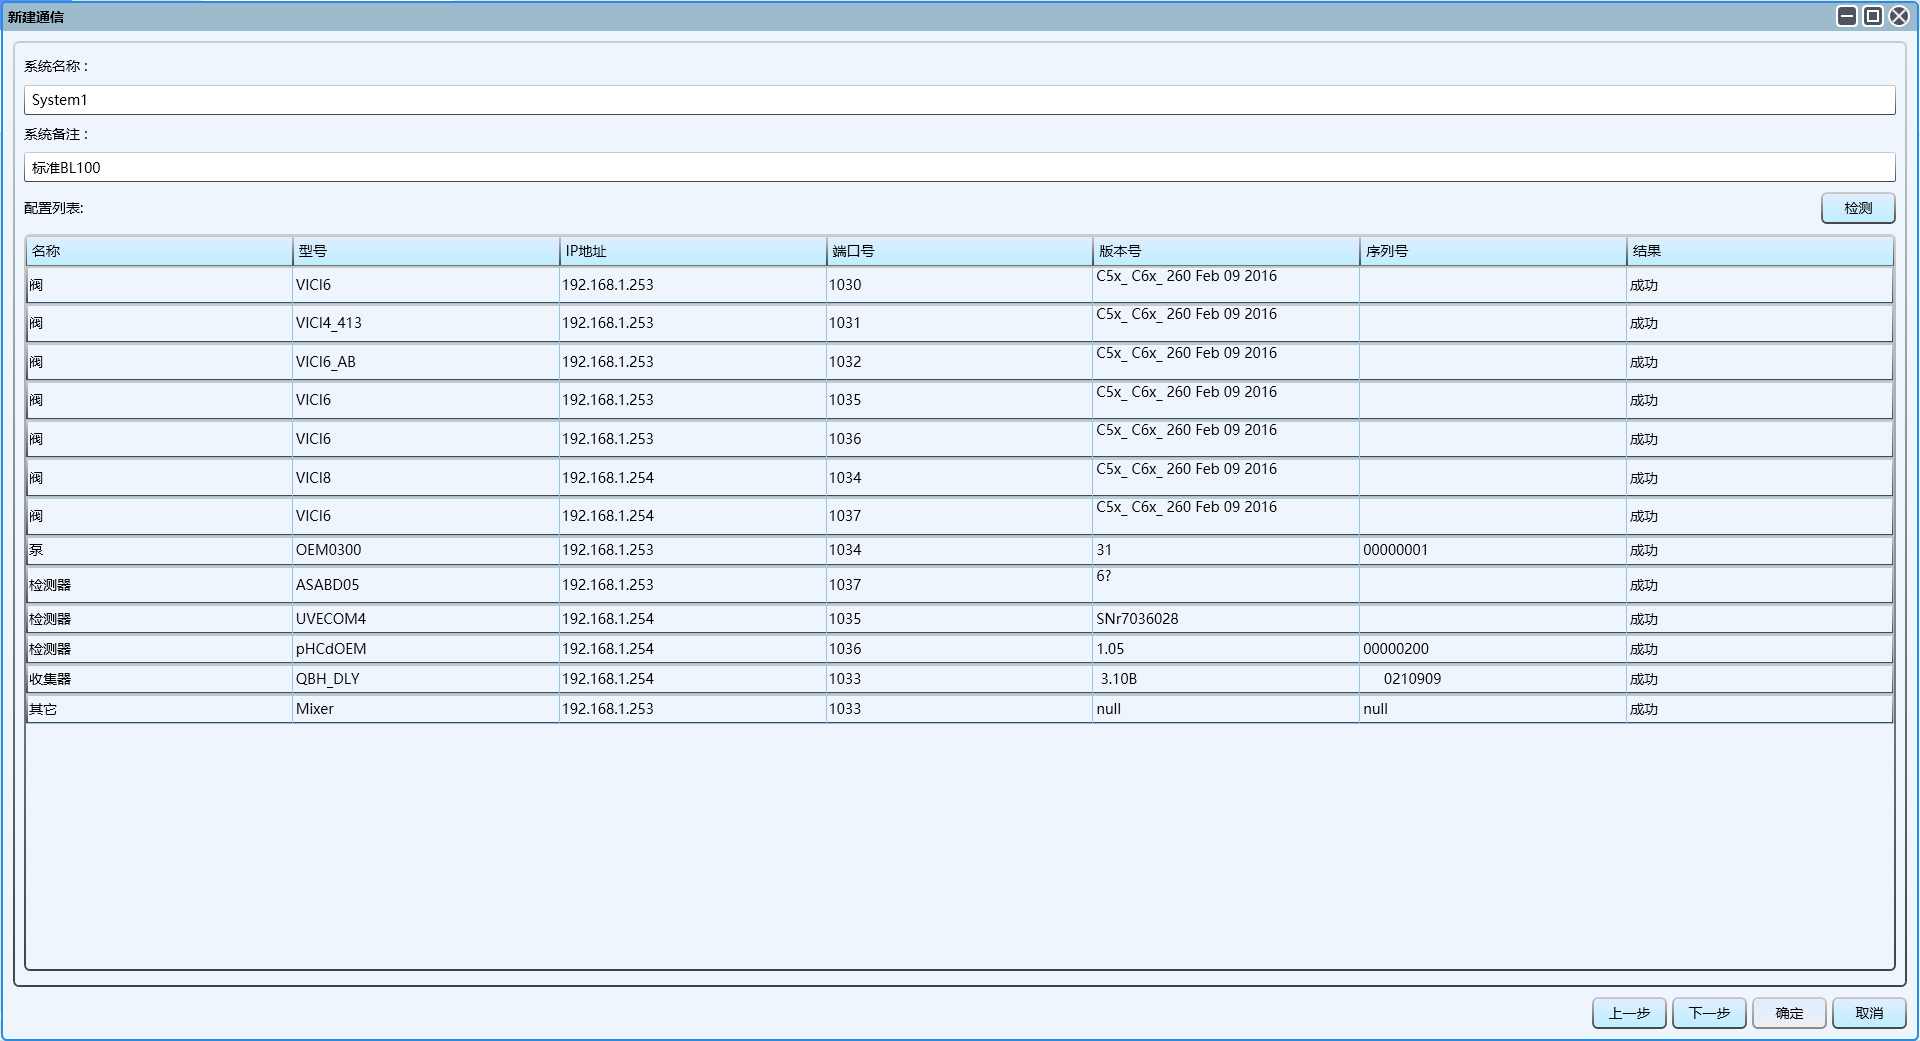 新建通信
系统名称 :
System1
系统备注 :
标准BL100
配置列表:
检测
名称 型号 IP地址 端口号 版本号 序列号 结果
阀 VICI6 192.168.1.253 1030 C5x_ C6x_ 260 Feb 09 2016 成功
阀 VICI4_413 192.168.1.253 1031 C5x_ C6x_ 260 Feb 09 2016 成功
阀 VICI6_AB 192.168.1.253 1032 C5x_ C6x_ 260 Feb 09 2016 成功
阀 VICI6 192.168.1.253 1035 C5x_ C6x_ 260 Feb 09 2016 成功
阀 VICI6 192.168.1.253 1036 C5x_ C6x_ 260 Feb 09 2016 成功
阀 VICI8 192.168.1.254 1034 C5x_ C6x_ 260 Feb 09 2016 成功
阀 VICI6 192.168.1.254 1037 C5x_ C6x_ 260 Feb 09 2016 成功
泵 OEM0300 192.168.1.253 1034 31 00000001 成功
检测器 ASABD05 192.168.1.253 1037 6? 成功
检测器 UVECOM4 192.168.1.254 1035 SNr7036028 成功
检测器 pHCdOEM 192.168.1.254 1036 1.05 00000200 成功
收集器 QBH_DLY 192.168.1.254 1033 3.10B 0210909 成功
其它 Mixer 192.168.1.253 1033 null null 成功
上一步 下一步 确定 取消